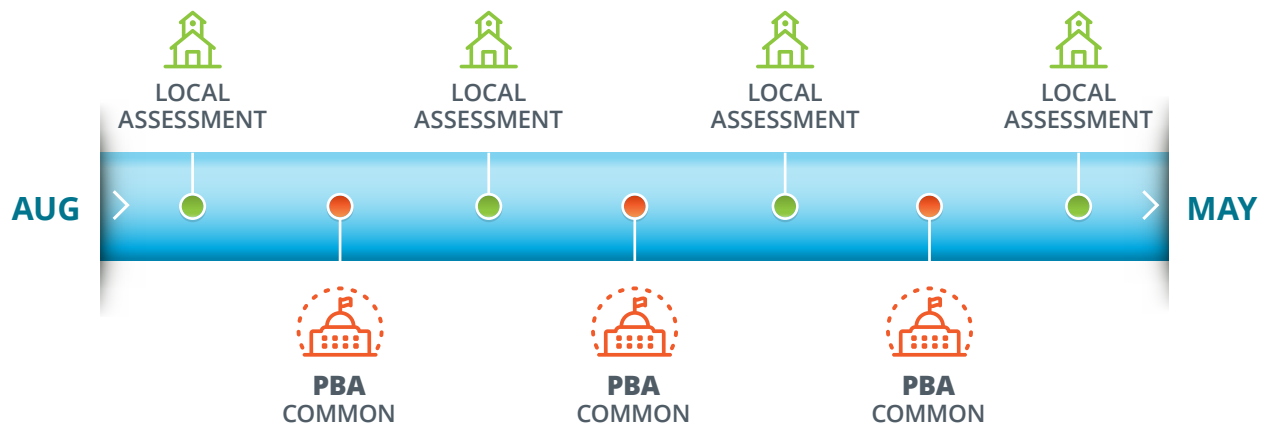 LOCAL
ASSESSMENT
LOCAL
ASSESSMENT
LOCAL
ASSESSMENT
LOCAL
ASSESSMENT
AUG
MAY
PBA
COMMON
PBA
COMMON
PBA
COMMON